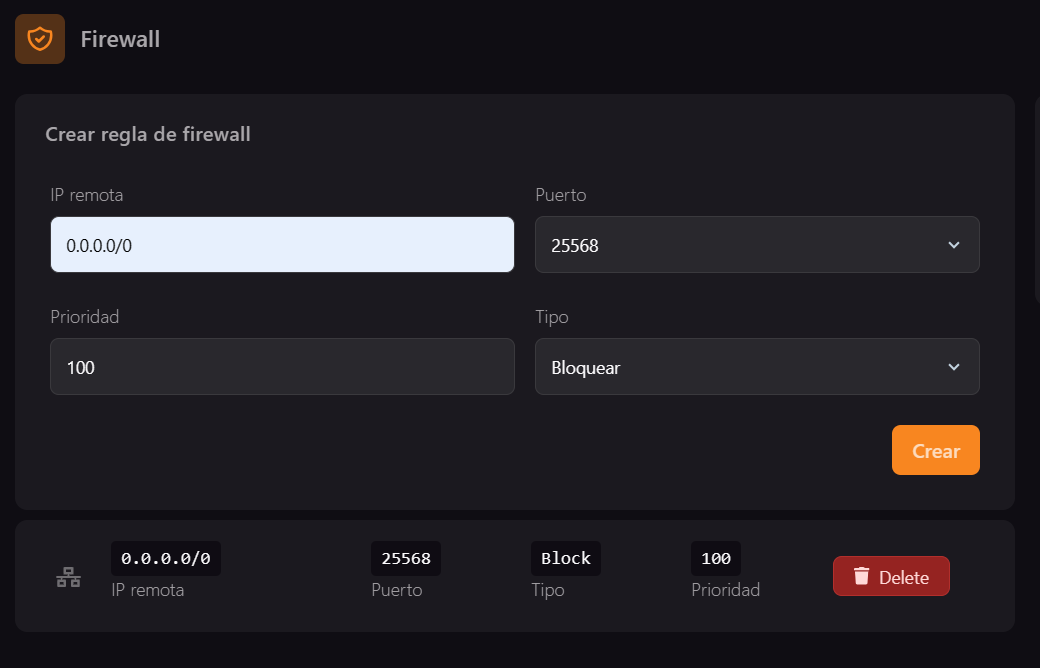 Firewall
Crear regla de firewall
IP remota
Puerto
0.0.0.0/0
25568
Prioridad
Tipo
100
Bloquear
Crear
0.0.0.0/0
25568
Block
100
Delete
IP remota
Puerto
Tipo
Prioridad